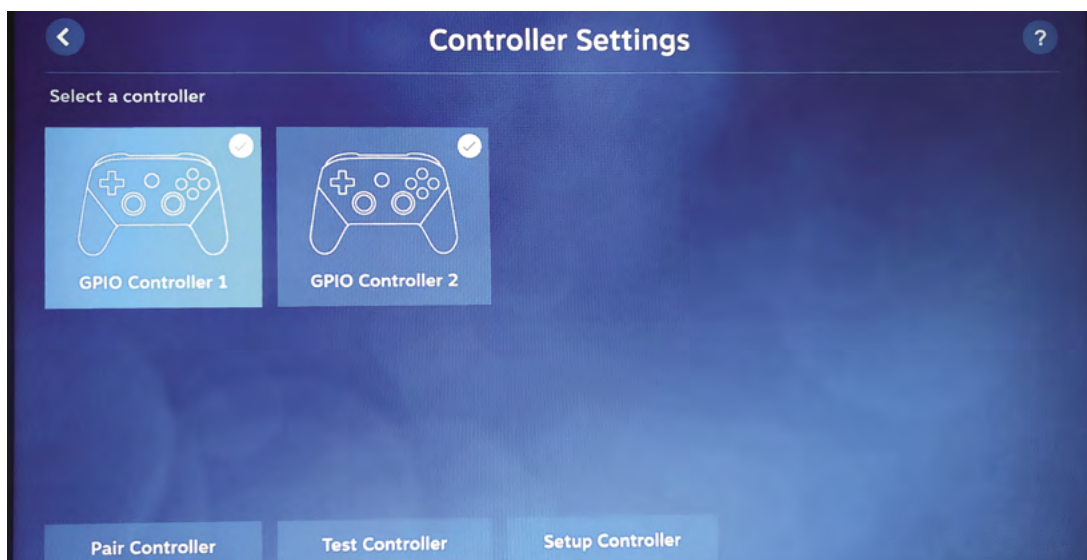 Controller Settings
?
Select a controller
GPIO Controller 1
GPIO Controller 2
Pair Controller
Test Controller
Setup Controller